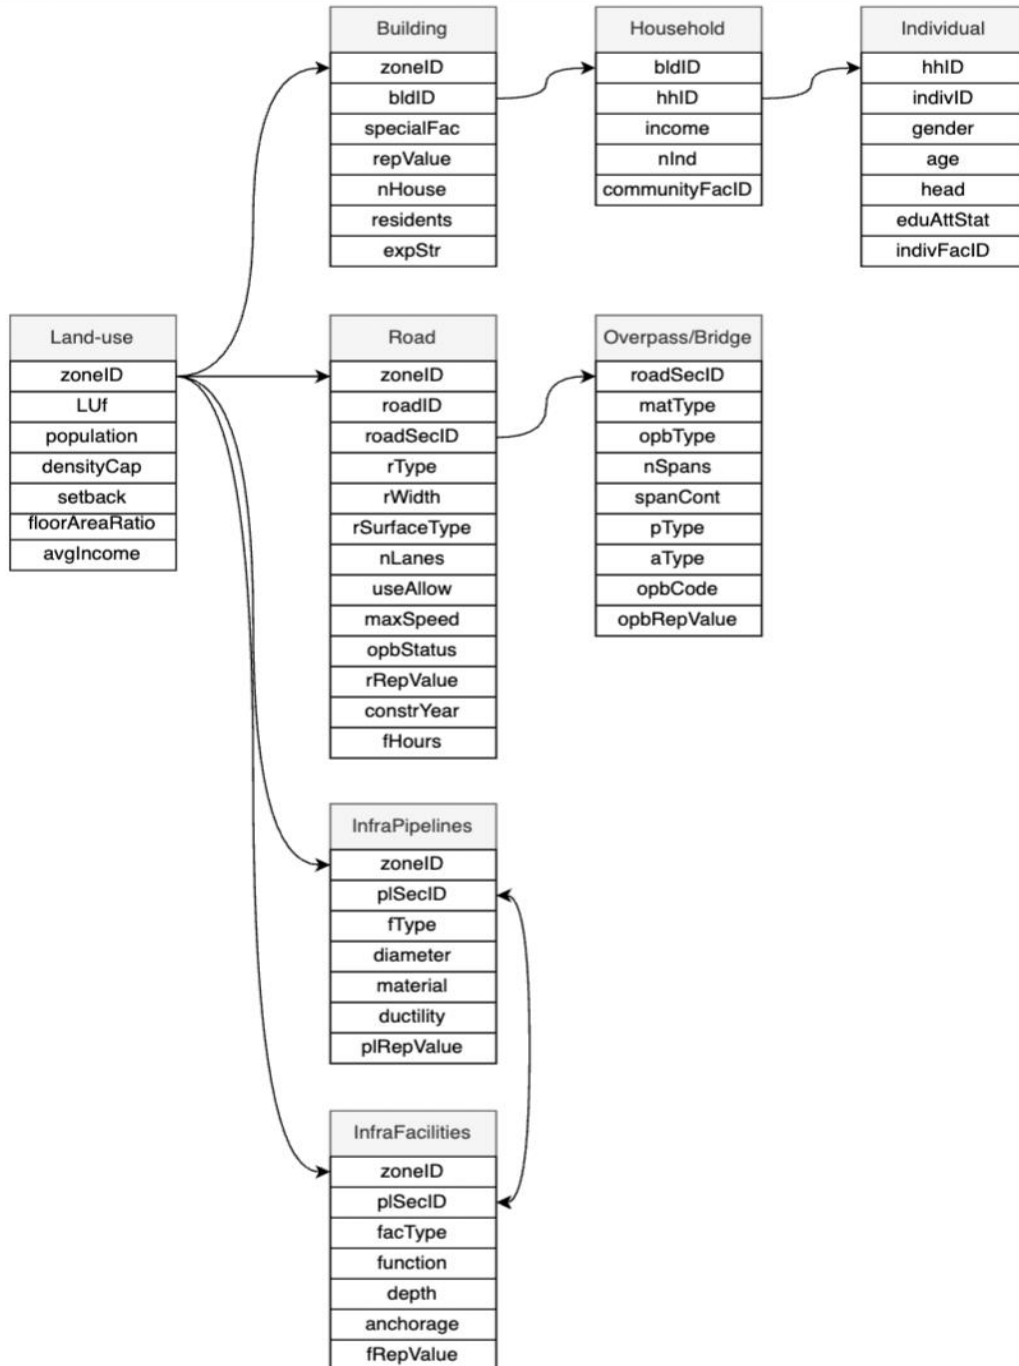 Building
zoneID
bldID
specialFac
repValue
nHouse
residents
expStr
Household
bldID
hhID
income
nInd
communityFacID
Individual
hhID
indivID
gender
age
head
eduAttStat
indivFacID
Land-use
zoneID
LUf
population
densityCap
setback
floorAreaRatio
avgIncome
Road
zoneID
roadID
roadSecID
rType
rWidth
rSurfaceType
nLanes
useAllow
maxSpeed
opbStatus
rRepValue
constrYear
fHours
Overpass/Bridge
roadSecID
matType
opbType
nSpans
spanCont
pType
aType
opbCode
opbRepValue
InfraPipelines
zoneID
plSecID
fType
diameter
material
ductility
plRepValue
InfraFacilities
zoneID
plSecID
facType
function
depth
anchorage
fRepValue